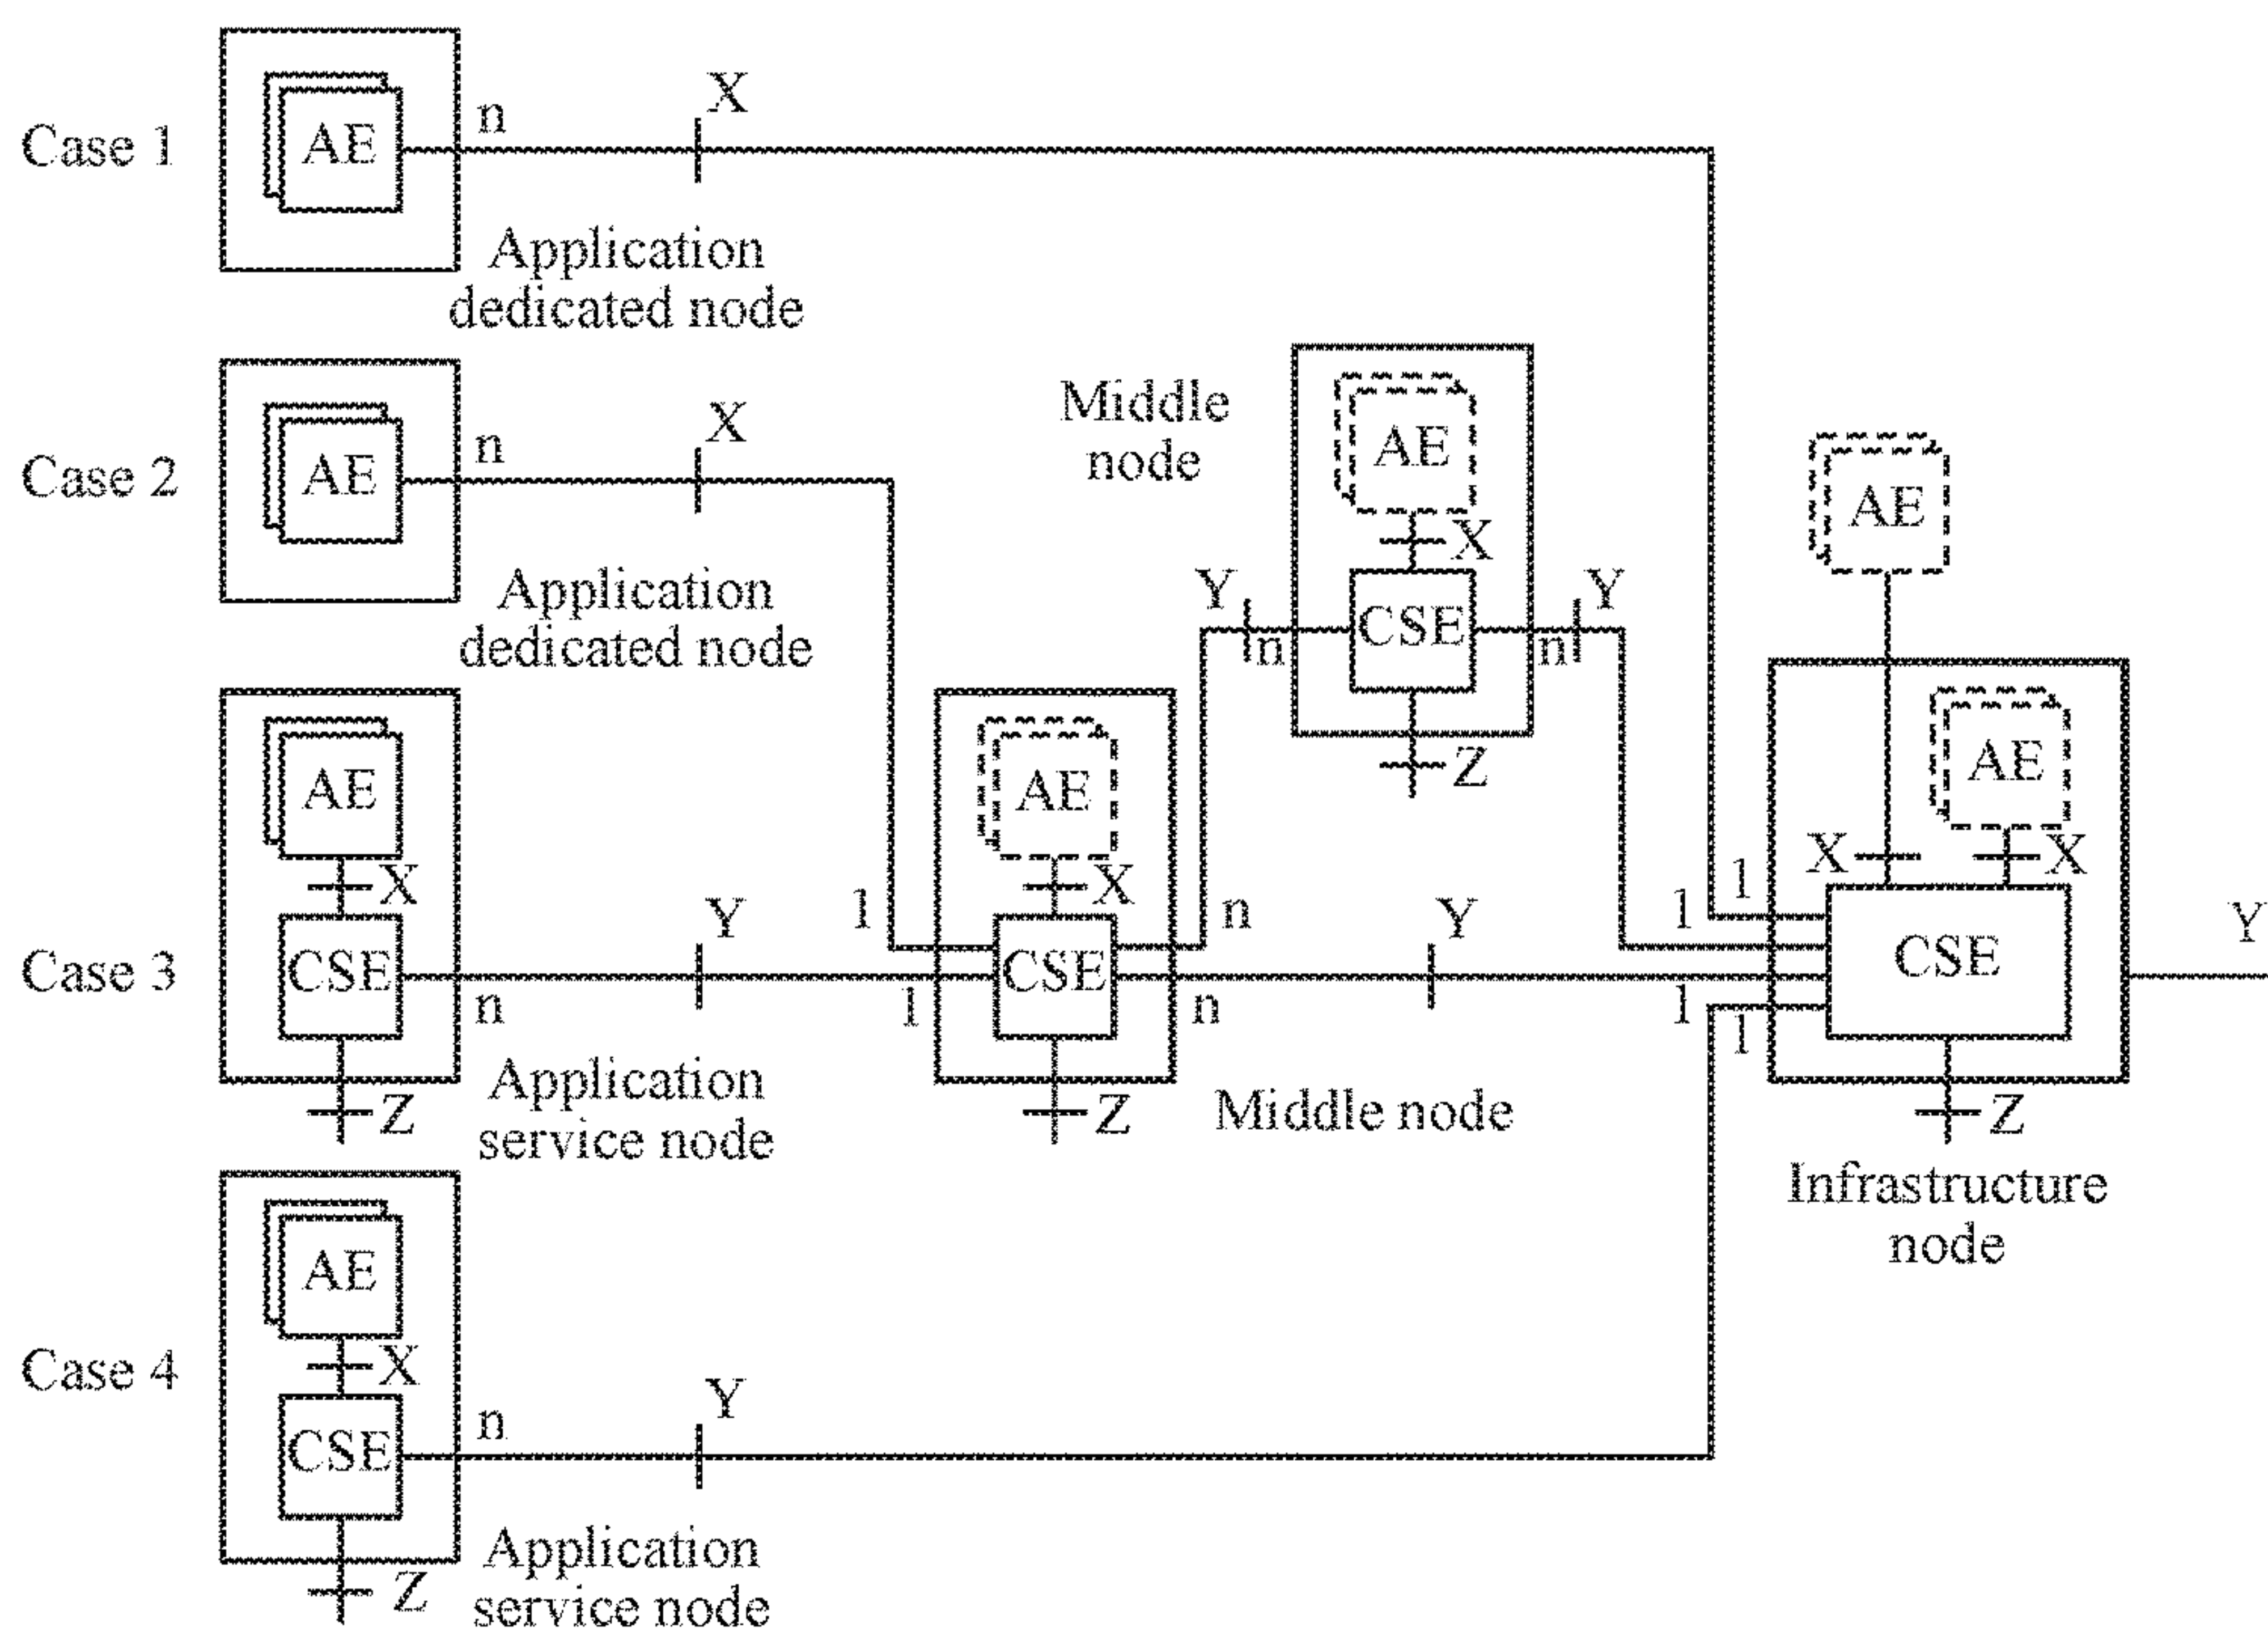 Case 1
AE
n
X
Application
dedicated node
Case 2
AE
n
X
Application
dedicated node
Middle
node
AE
X
Y
n
CSE
n
Y
Z
AE
Case 3
AE
X
CSE
n
Y
Z
Application
service node
1
1
AE
X
CSE
n
n
Z
Middle node
Y
1
1
1
1
AE
X
X
CSE
Y
Z
Infrastructure
node
Case 4
AE
X
CSE
n
Y
Z
Application
service node